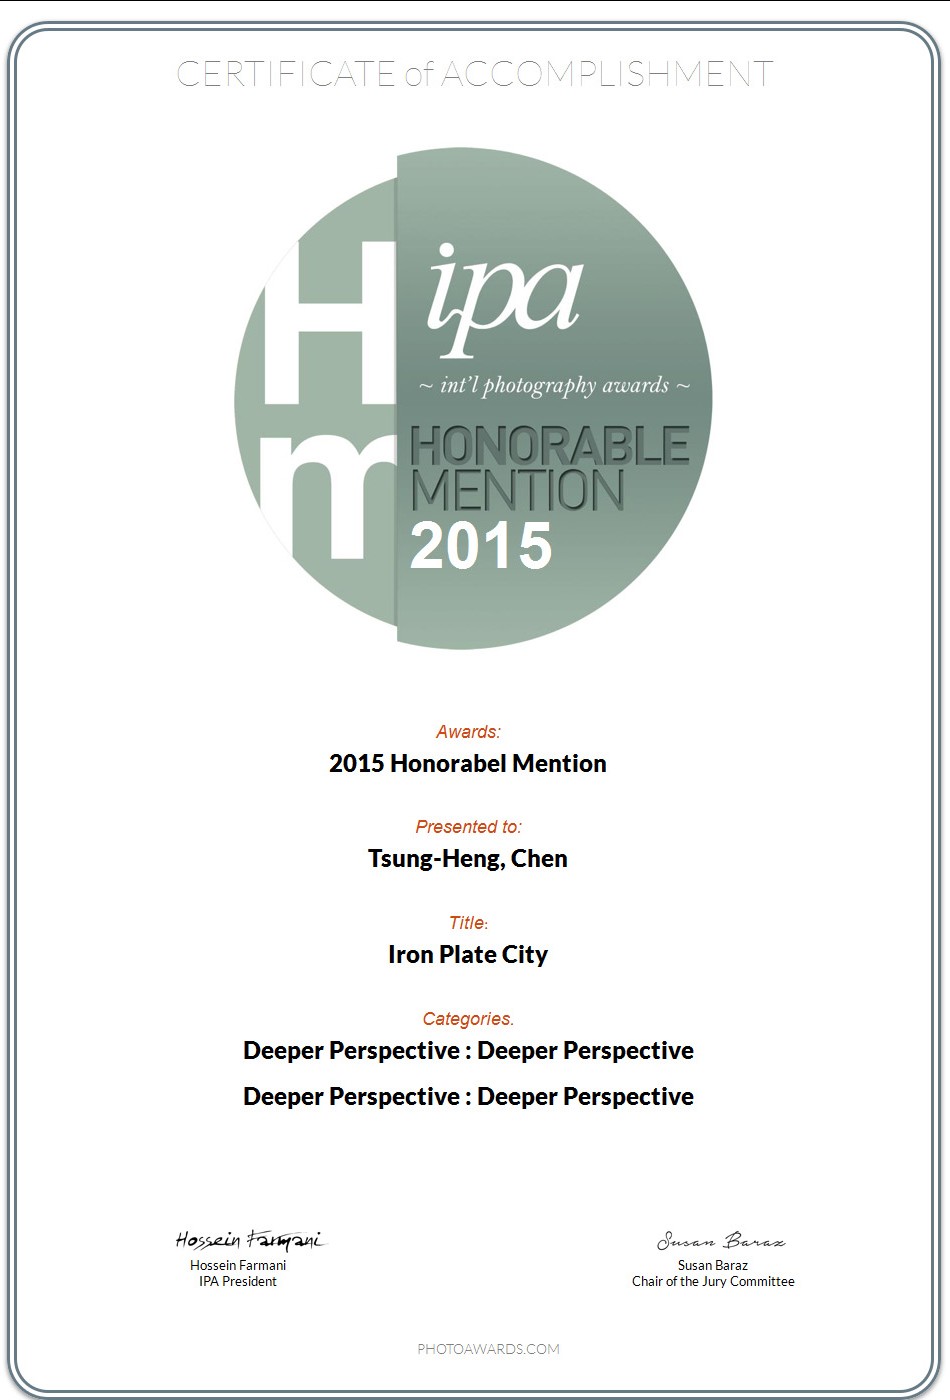 CERTIFICATE of ACCOMPLISHMENT
Hm
ipa
~ int'l photography awards ~
HONORABLE
MENTION
2015
Awards:
2015 Honorabel Mention
Presented to:
Tsung-Heng, Chen
Title:
Iron Plate City
Categories.
Deeper Perspective : Deeper Perspective
Deeper Perspective : Deeper Perspective
Hossein Farmani
Hossein Farmani
IPA President
Susan Baraz
Susan Baraz
Chair of the Jury Committee
PHOTOAWARDS.COM